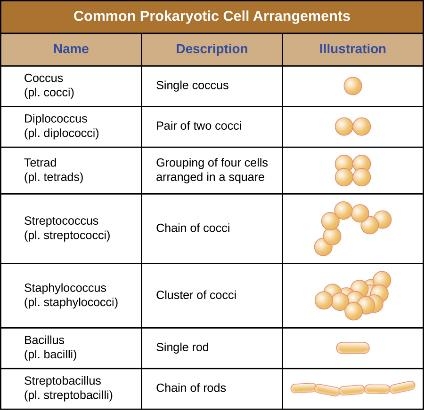 Common Prokaryotic Cell Arrangements
Name Description Illustration
Coccus
(pl. cocci)
Single coccus
Diplococcus
(pl. diplococci)
Pair of two cocci
Tetrad
(pl. tetrads)
Grouping of four cells
arranged in a square
Streptococcus
(pl. streptococci)
Chain of cocci
Staphylococcus
(pl. staphylococci)
Cluster of cocci
Bacillus
(pl. bacilli)
Single rod
Streptobacillus
(pl. streptobacilli)
Chain of rods